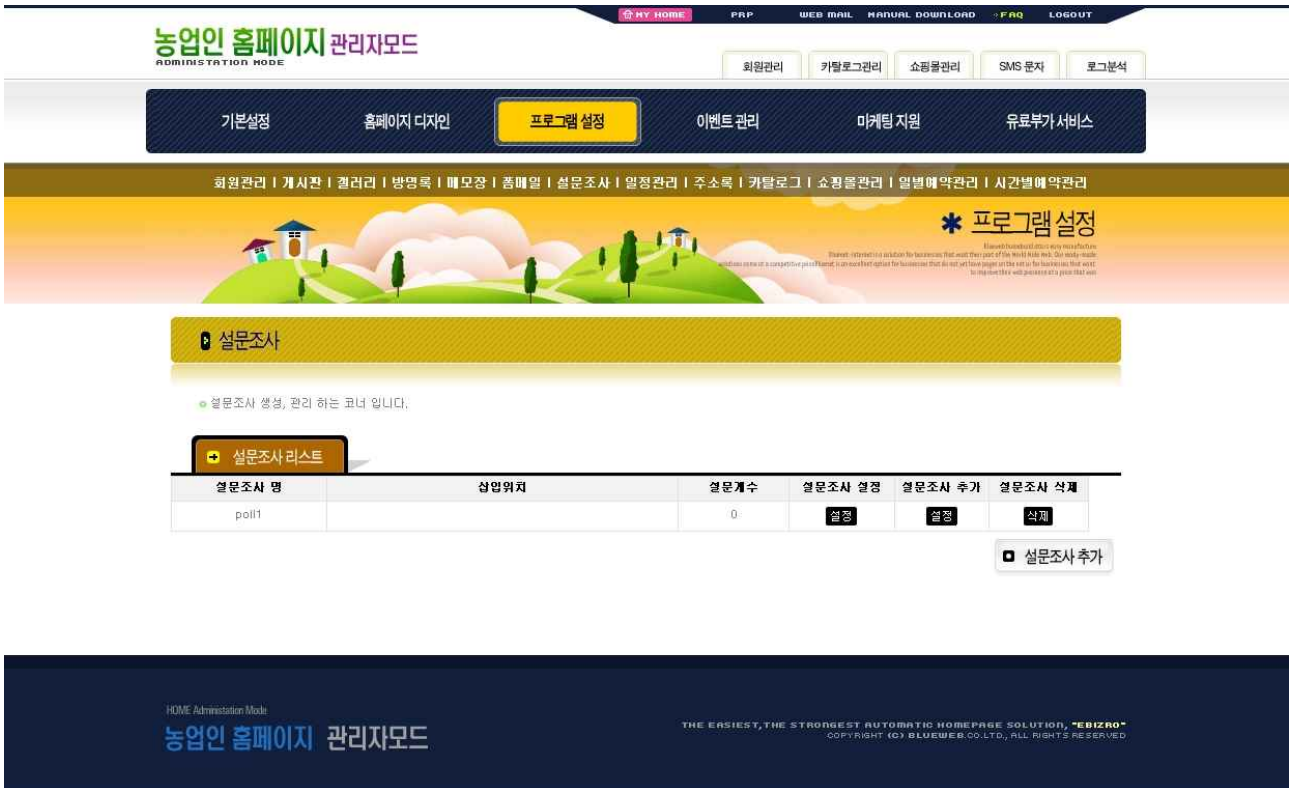 MY HOME PRP WEB MAIL MANUAL DOWNLOAD FAQ LOGOUT
농업인 홈페이지 관리자모드
ADMINISTATION MODE
회원관리 카탈로그관리 쇼핑몰관리 SMS 문자 로그분석
기본설정 홈페이지 디자인 프로그램 설정 이벤트 관리 마케팅 지원 유료부가 서비스
회원관리 | 게시판 | 갤러리 | 방명록 | 메모장 | 폼메일 | 설문조사 | 일정관리 | 주소록 | 카탈로그 | 쇼핑몰관리 | 일별예약관리 | 시간별예약관리
프로그램 설정
설문조사
설문조사 생성, 관리 하는 코너 입니다.
설문조사 리스트
설문조사 명 삽입위치 설문개수 설문조사 설정 설문조사 추가 설문조사 삭제
poll1 0 설정 설정 삭제
설문조사 추가
HOME Administation Mode
농업인 홈페이지 관리자모드
THE EASIEST,THE STRONGEST AUTOMATIC HOMEPAGE SOLUTION, "EBIZRO"
COPYRIGHT (C) BLUEWEB.CO.LTD., ALL RIGHTS RESERVED